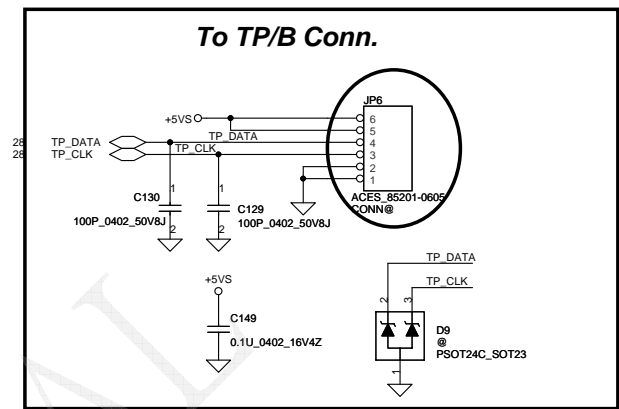 To TP/B Conn.
JP6
+5VS
6
5
28 TP_DATA TP_DATA 4
28 TP_CLK TP_CLK 3
2
1
ACES_85201-0605
CONN@
1 1
C130
100P_0402_50V8J
2 2
C129
100P_0402_50V8J
+5VS
C149
0.1U_0402_16V4Z
TP_DATA
TP_CLK
2 3
D9
@
PSOT24C_SOT23
1